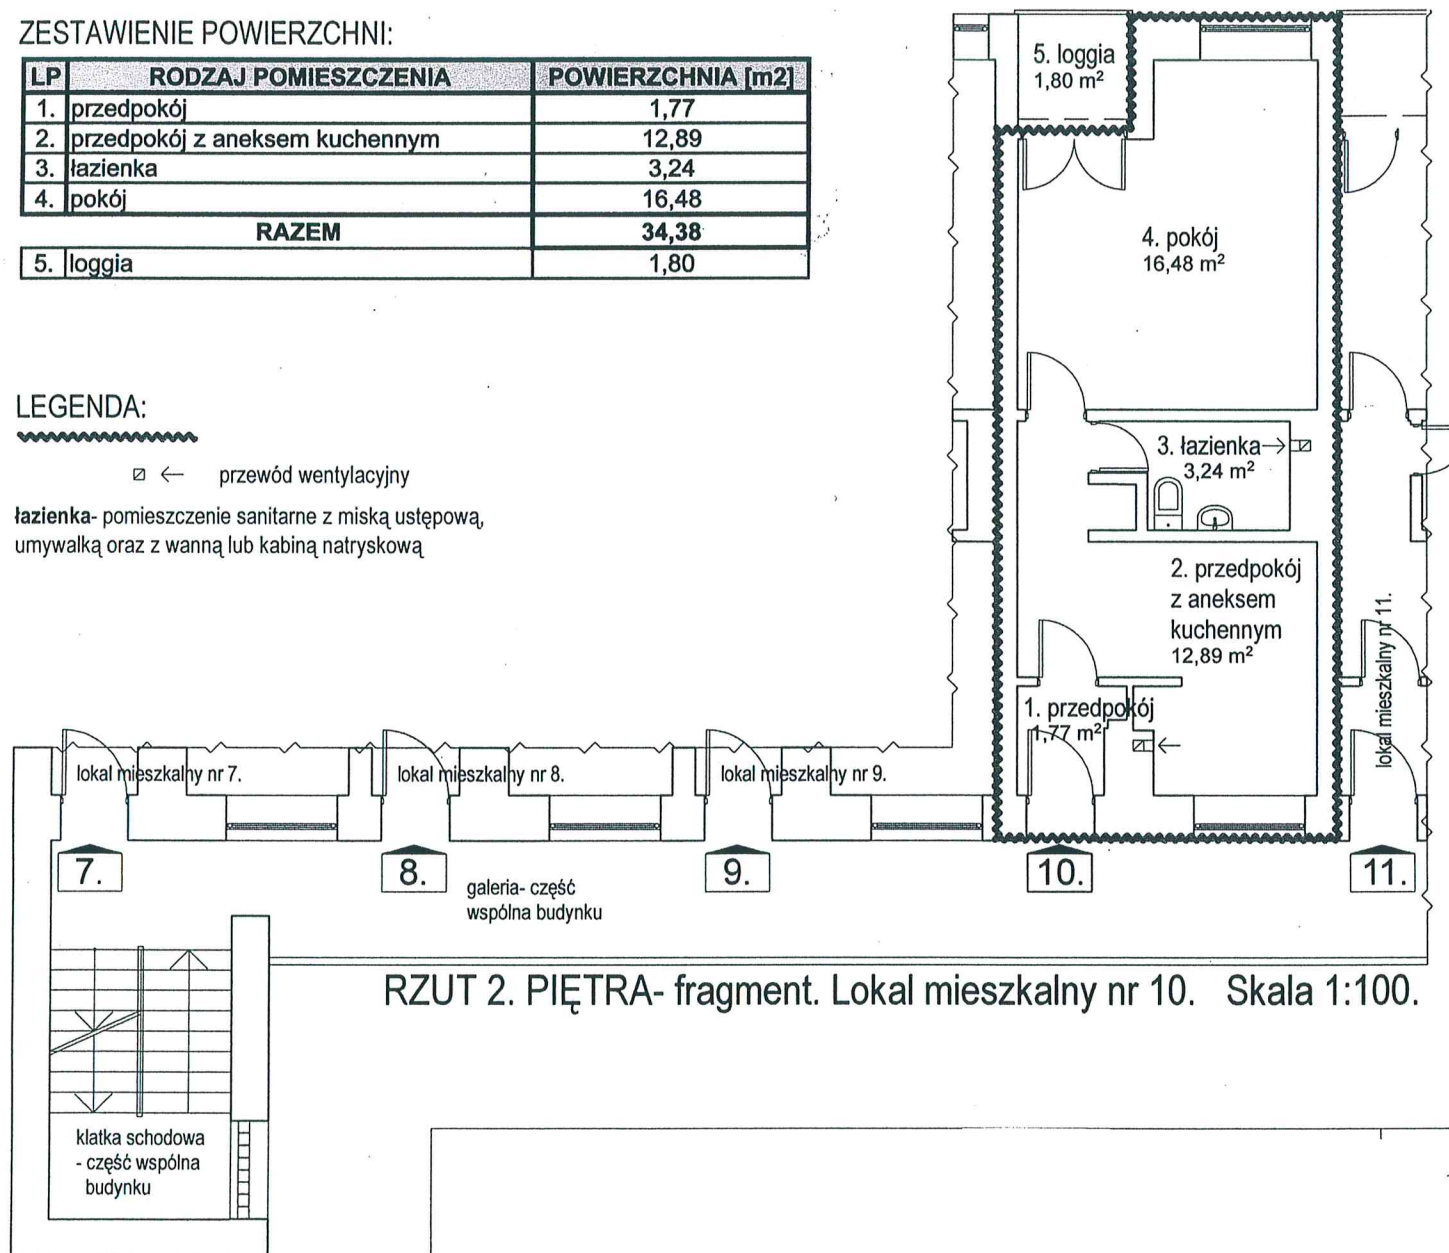 ZESTAWIENIE POWIERZCHNI:
LP RODZAJ POMIESZCZENIA POWIERZCHNIA [m2]
1. przedpokój 1,77
2. przedpokój z aneksem kuchennym 12,89
3. łazienka 3,24
4. pokój 16,48
RAZEM 34,38
5. loggia 1,80
LEGENDA:
przewód wentylacyjny
łazienka- pomieszczenie sanitarne z miską ustępową,
umywalką oraz z wanną lub kabiną natryskową
5. loggia
1,80 m²
4. pokój
16,48 m²
3. łazienka
3,24 m²
2. przedpokój
z aneksem
kuchennym
12,89 m²
1. przedpokój
1,77 m²
lokal mieszkalny nr 11.
lokal mieszkalny nr 7.
lokal mieszkalny nr 8.
lokal mieszkalny nr 9.
7.
8.
9.
10.
11.
galeria- część
wspólna budynku
RZUT 2. PIĘTRA- fragment. Lokal mieszkalny nr 10. Skala 1:100.
klatka schodowa
- część wspólna
budynku